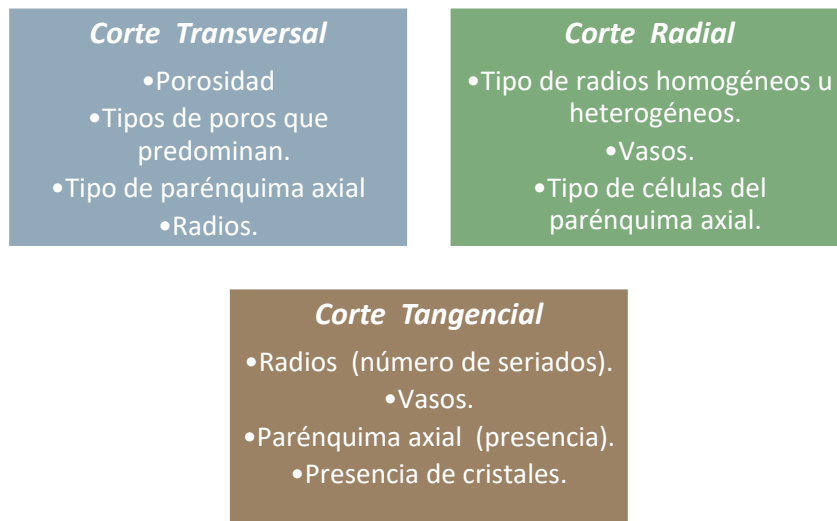 Corte Transversal
•Porosidad
•Tipos de poros que
predominan.
•Tipo de parénquima axial
•Radios.
Corte Radial
•Tipo de radios homogéneos u
heterogéneos.
•Vasos.
•Tipo de células del
parénquima axial.
Corte Tangencial
•Radios (número de seriados).
•Vasos.
•Parénquima axial (presencia).
•Presencia de cristales.